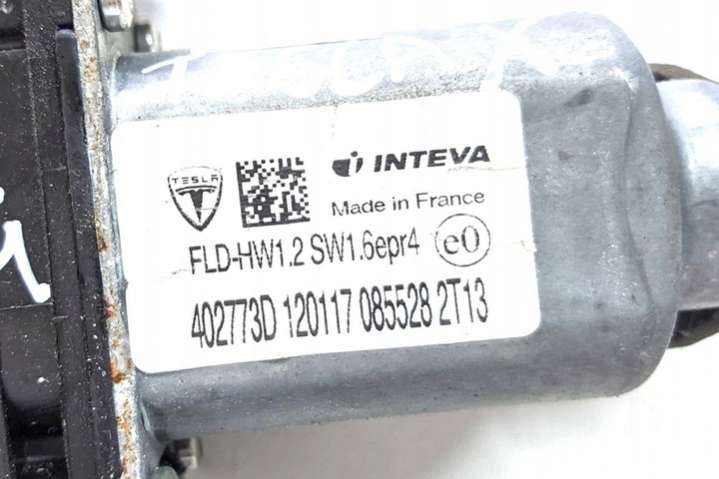 TESLA
INTEVA
Made in France
FLD-HW1.2 SW1.6epr4 e0
402773D 120117 085528 2T13